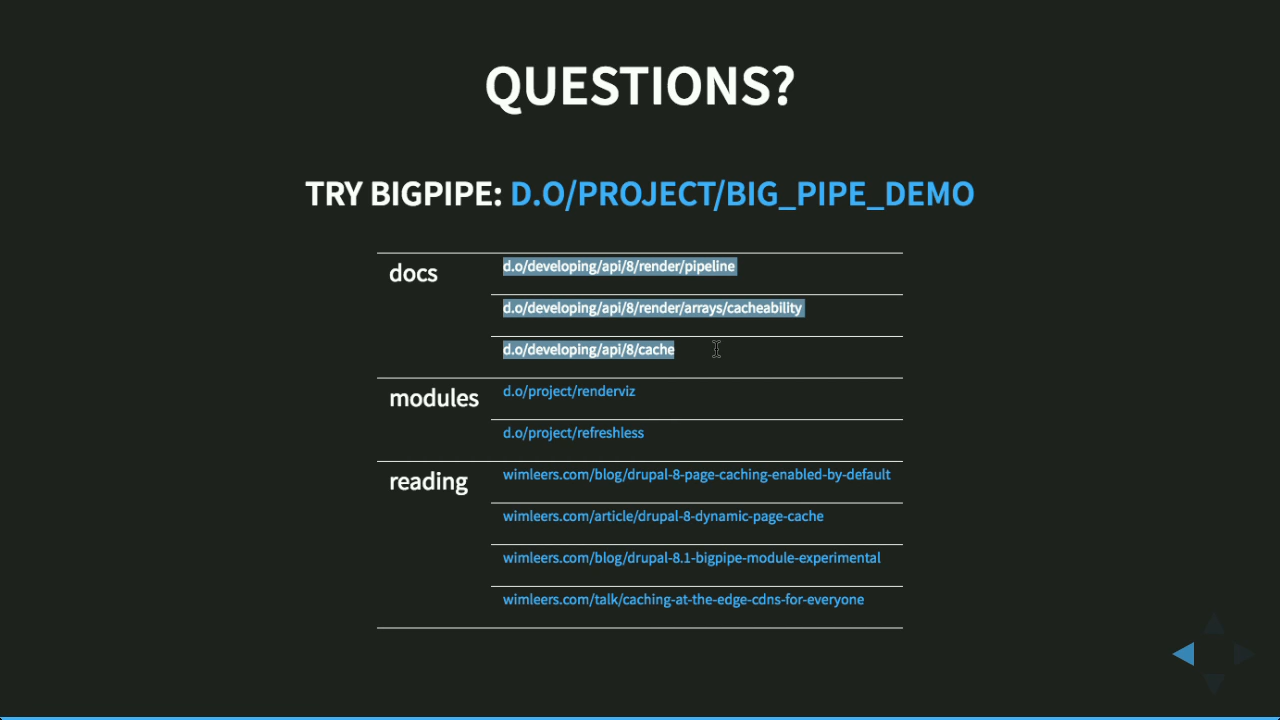 QUESTIONS?
TRY BIGPIPE: D.O/PROJECT/BIG_PIPE_DEMO
docs
d.o/developing/api/8/render/pipeline
d.o/developing/api/8/render/arrays/cacheability
d.o/developing/api/8/cache
modules
d.o/project/renderviz
d.o/project/refreshless
reading
wimleers.com/blog/drupal-8-page-caching-enabled-by-default
wimleers.com/article/drupal-8-dynamic-page-cache
wimleers.com/blog/drupal-8.1-bigpipe-module-experimental
wimleers.com/talk/caching-at-the-edge-cdns-for-everyone